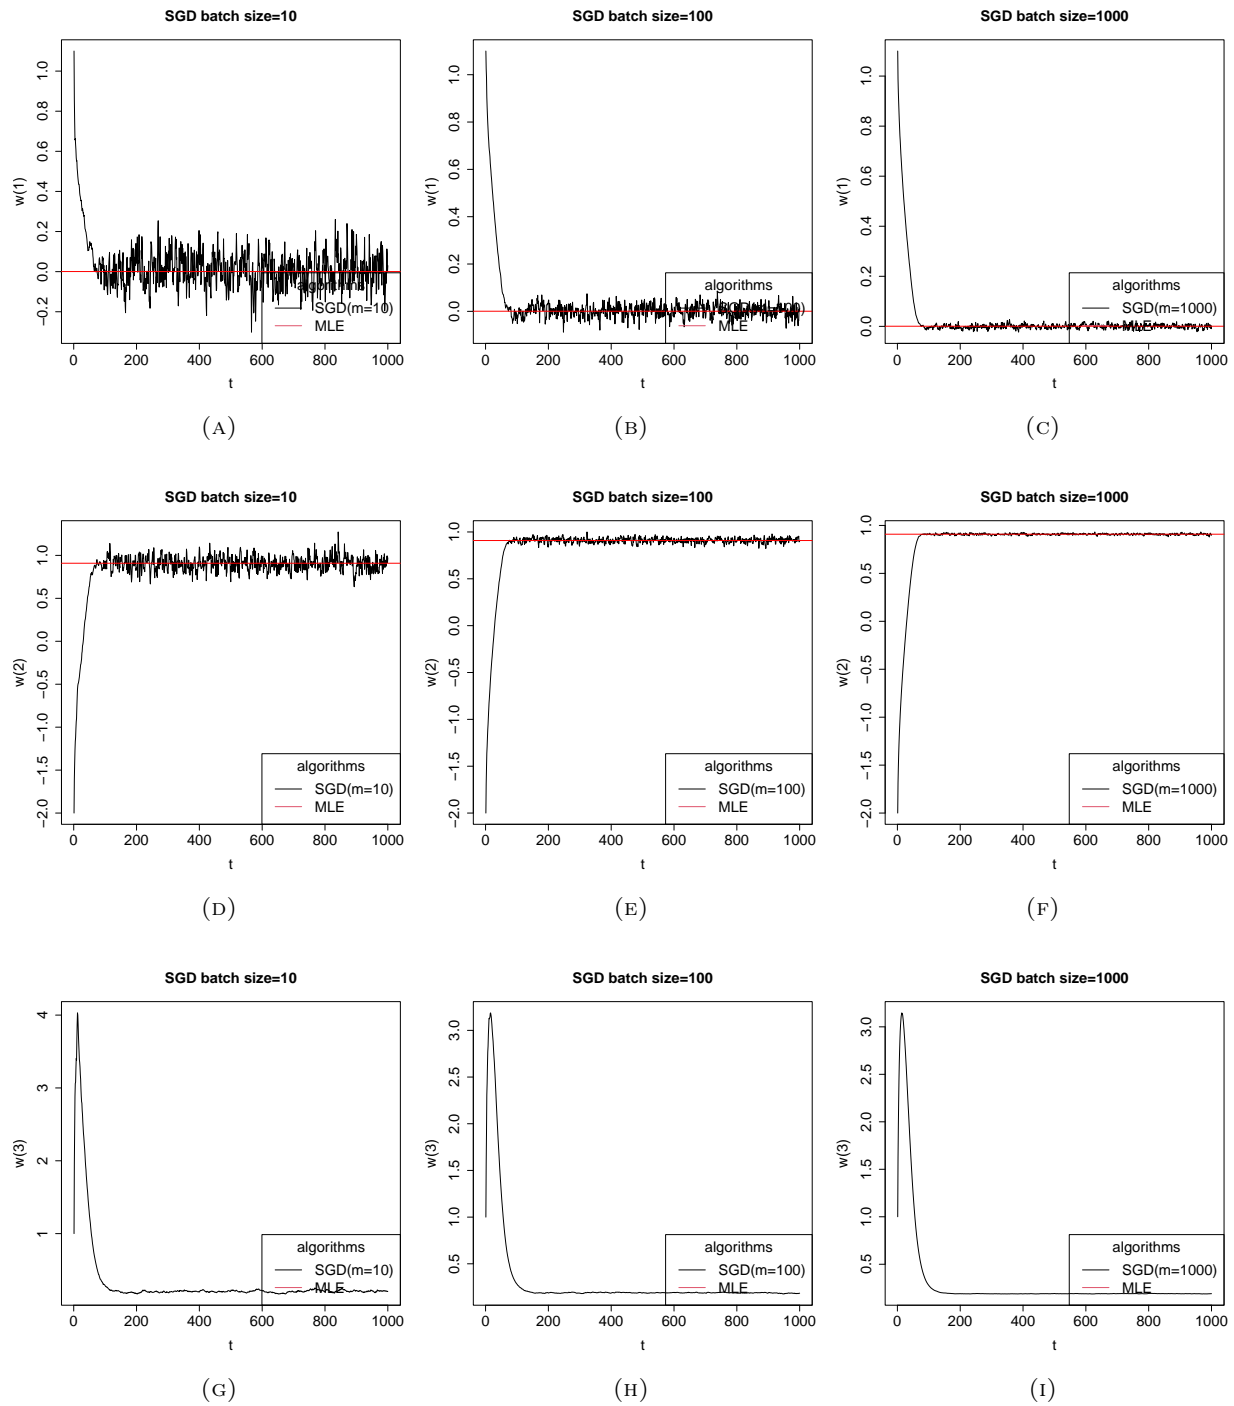 SGD batch size=10
w(1)
1.0
0.8
0.6
0.4
0.2
0.0
−0.2
0 200 400 600 800 1000
t
algorithms
SGD(m=10)
MLE
(A)
SGD batch size=100
w(1)
1.0
0.8
0.6
0.4
0.2
0.0
0 200 400 600 800 1000
t
algorithms
SGD(m=100)
MLE
(B)
SGD batch size=1000
w(1)
1.0
0.8
0.6
0.4
0.2
0.0
0 200 400 600 800 1000
t
algorithms
SGD(m=1000)
MLE
(C)
SGD batch size=10
w(2)
1.0
0.5
0.0
−0.5
−1.0
−1.5
−2.0
0 200 400 600 800 1000
t
algorithms
SGD(m=10)
MLE
(D)
SGD batch size=100
w(2)
1.0
0.5
0.0
−0.5
−1.0
−1.5
−2.0
0 200 400 600 800 1000
t
algorithms
SGD(m=100)
MLE
(E)
SGD batch size=1000
w(2)
1.0
0.5
0.0
−0.5
−1.0
−1.5
−2.0
0 200 400 600 800 1000
t
algorithms
SGD(m=1000)
MLE
(F)
SGD batch size=10
w(3)
4
3
2
1
0 200 400 600 800 1000
t
algorithms
SGD(m=10)
MLE
(G)
SGD batch size=100
w(3)
3.0
2.5
2.0
1.5
1.0
0.5
0 200 400 600 800 1000
t
algorithms
SGD(m=100)
MLE
(H)
SGD batch size=1000
w(3)
3.0
2.5
2.0
1.5
1.0
0.5
0 200 400 600 800 1000
t
algorithms
SGD(m=1000)
MLE
(I)